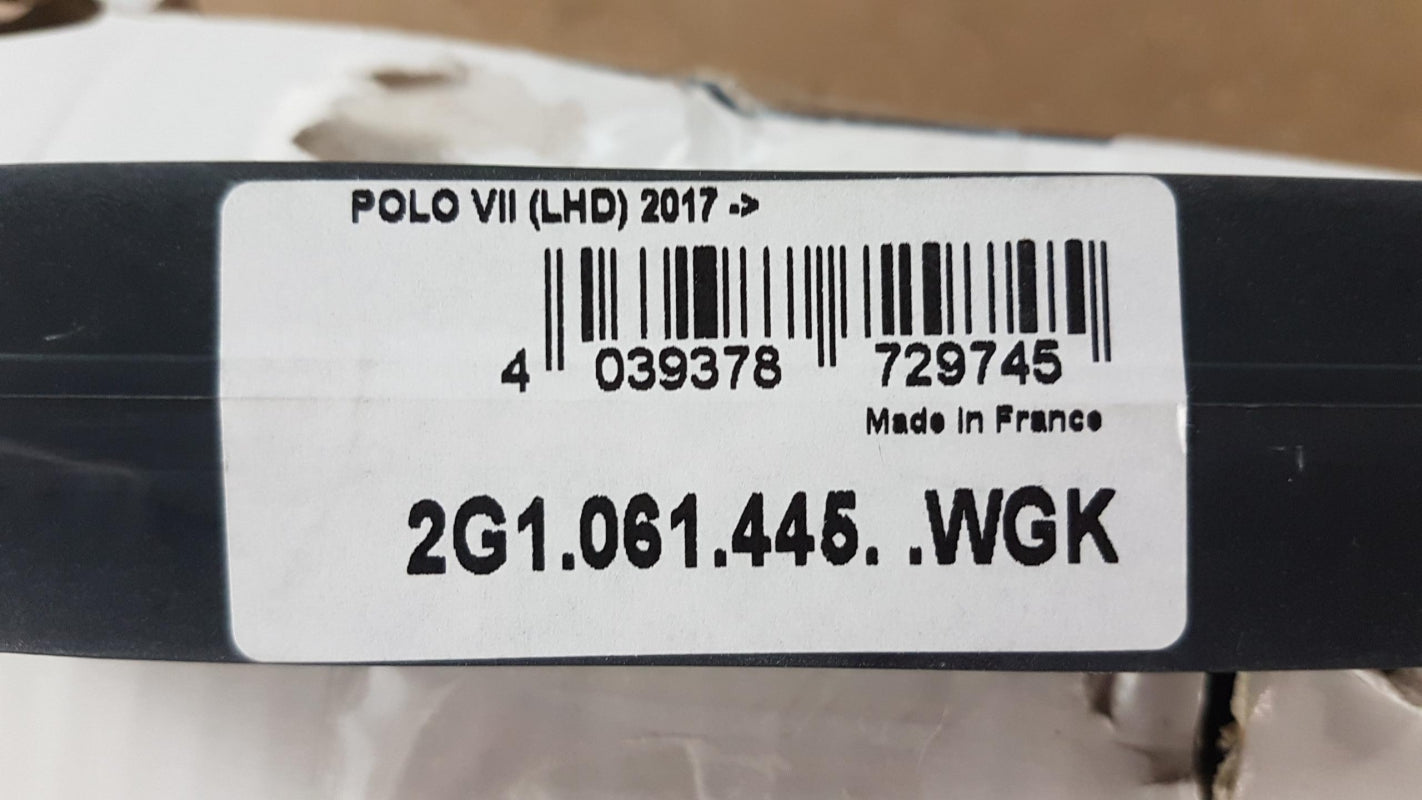 POLO VII (LHD) 2017 ->
4 039378 729745
Made in France
2G1.061.445. .WGK